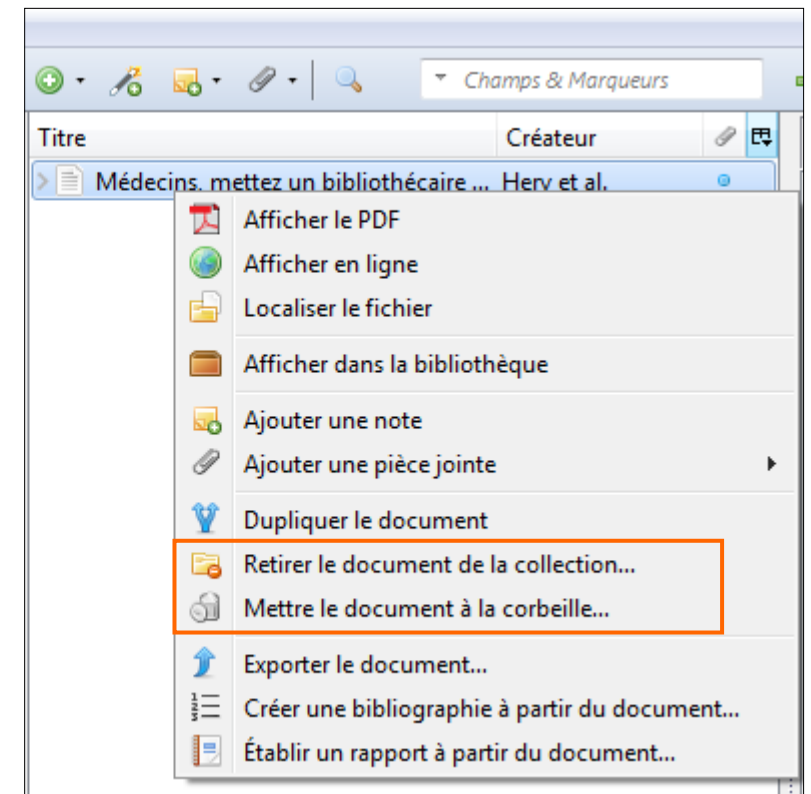 Champs & Marqueurs
Titre Créateur
Médecins, mettez un bibliothécaire ... Hery et al.
Afficher le PDF
Afficher en ligne
Localiser le fichier
Afficher dans la bibliothèque
Ajouter une note
Ajouter une pièce jointe
Dupliquer le document
Retirer le document de la collection...
Mettre le document à la corbeille...
Exporter le document...
Créer une bibliographie à partir du document...
Établir un rapport à partir du document...